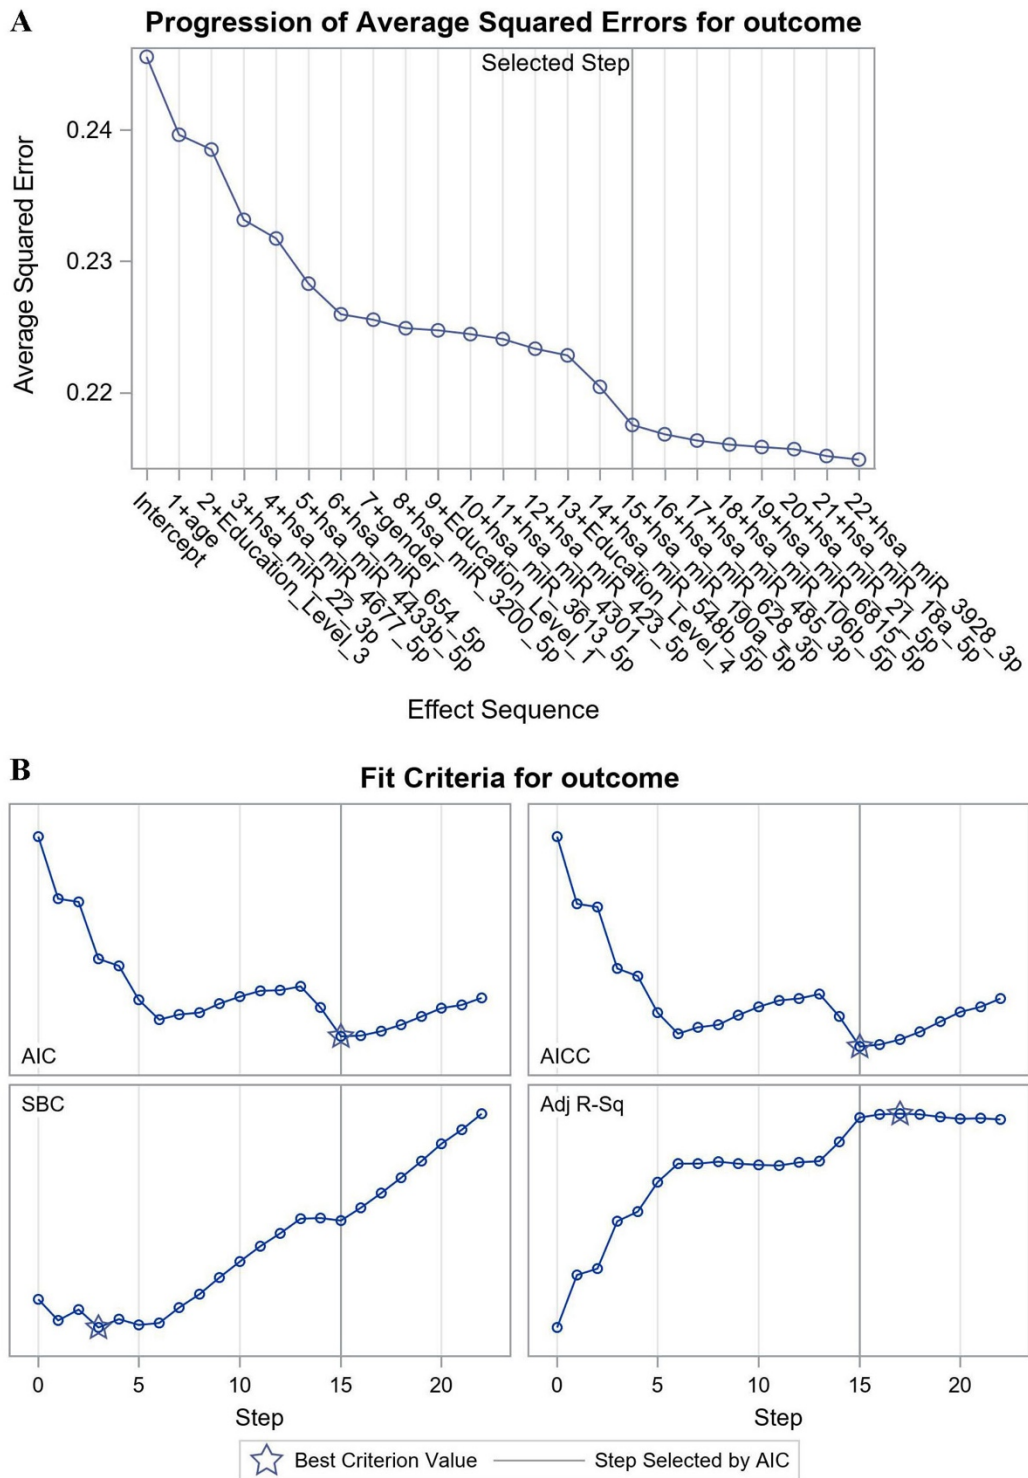 A
Progression of Average Squared Errors for outcome
Selected Step
Average Squared Error
0.24
0.23
0.22
Intercept
1+age
2+Education_Level_3
3+hsa_miR_22_3p
4+hsa_miR_4677_5p
5+hsa_miR_4433b_5p
6+hsa_miR_654_5p
7+gender
8+hsa_miR_3200_5p
9+Education_Level_1
10+hsa_miR_3613_5p
11+hsa_miR_4301
12+hsa_miR_423_5p
13+Education_Level_4
14+hsa_miR_548b_5p
15+hsa_miR_190a_5p
16+hsa_miR_628_3p
17+hsa_miR_485_3p
18+hsa_miR_106b_5p
19+hsa_miR_6815_5p
20+hsa_miR_21_5p
21+hsa_miR_18a_5p
22+hsa_miR_3928_3p
Effect Sequence
B
Fit Criteria for outcome
AIC
AICC
SBC
Adj R-Sq
0 5 10 15 20
0 5 10 15 20
Step
Step
Best Criterion Value
Step Selected by AIC